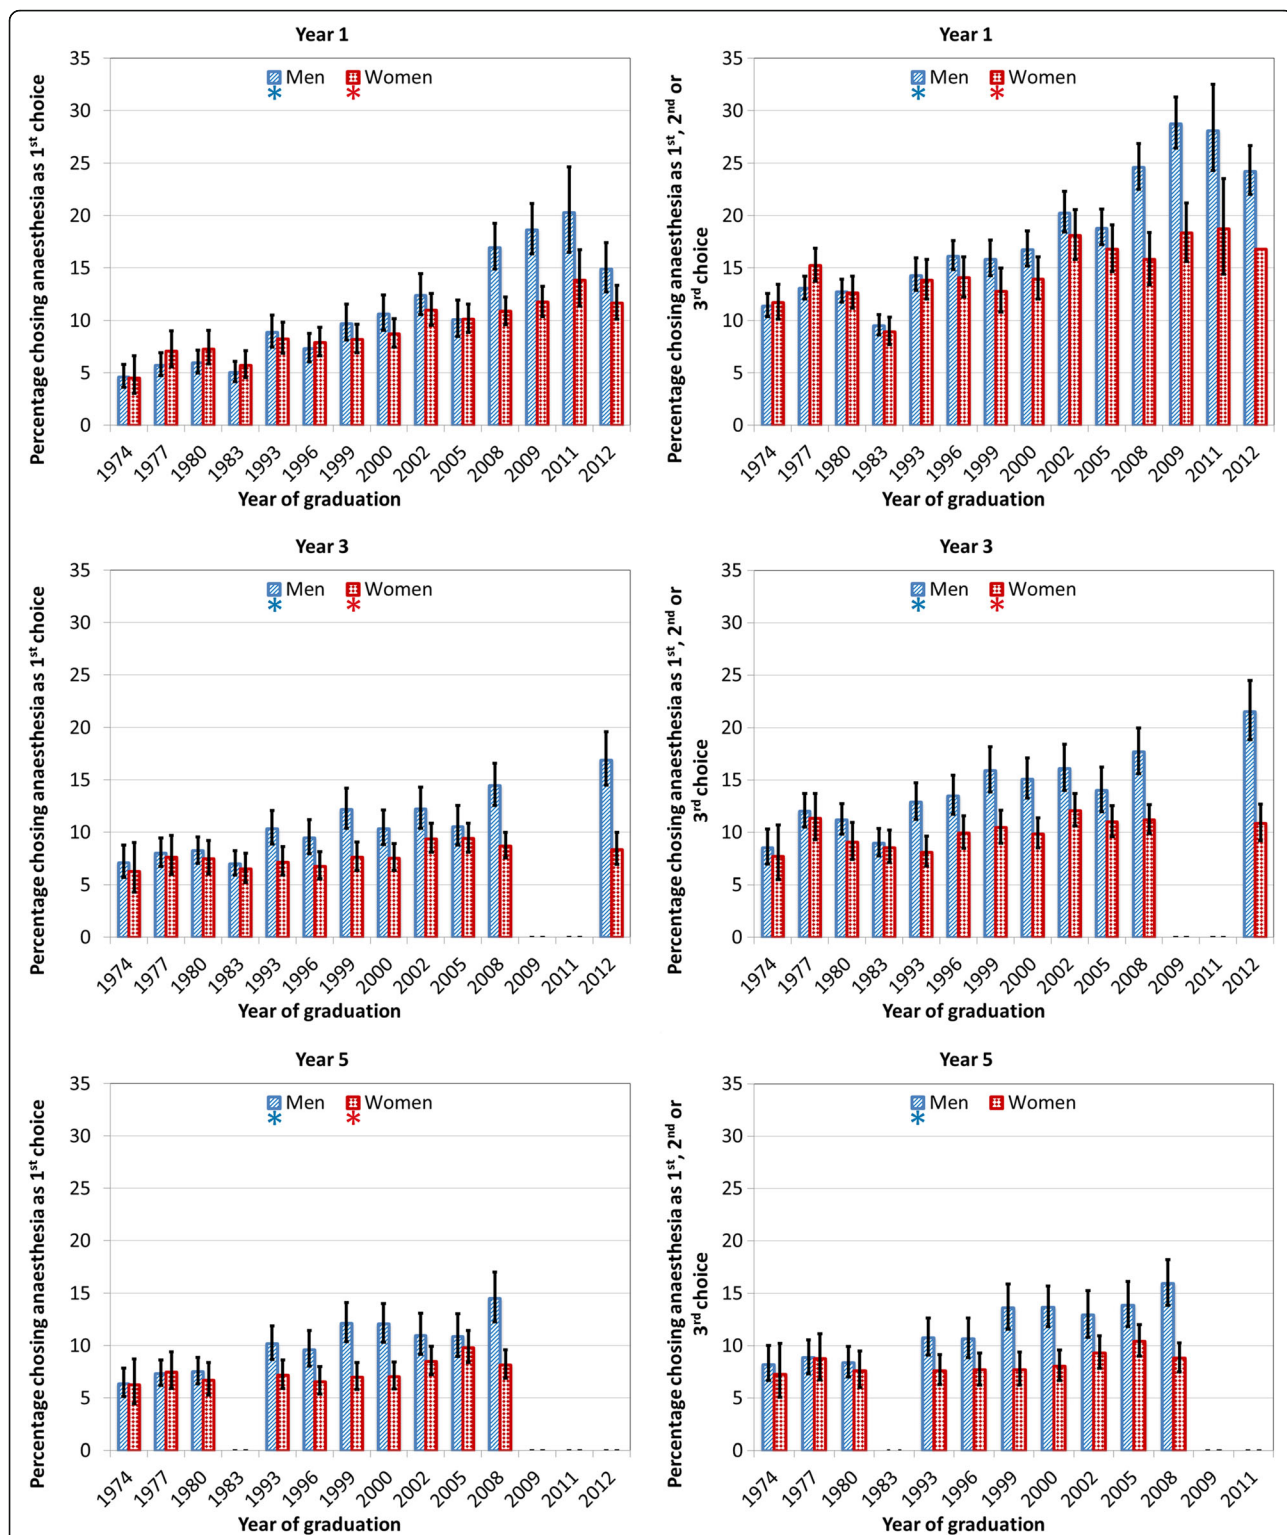 Year 1
Percentage chosing anaesthesia as 1st choice
35
30
25
20
15
10
5
0
Men Women
* *
1974 1977 1980 1983 1993 1996 1999 2000 2002 2005 2008 2009 2011 2012
Year of graduation
Year 1
Percentage chosing anaesthesia as 1st, 2nd or
3rd choice
35
30
25
20
15
10
5
0
Men Women
* *
1974 1977 1980 1983 1993 1996 1999 2000 2002 2005 2008 2009 2011 2012
Year of graduation
Year 3
Percentage chosing anaesthesia as 1st choice
35
30
25
20
15
10
5
0
Men Women
* *
1974 1977 1980 1983 1993 1996 1999 2000 2002 2005 2008 2009 2011 2012
Year of graduation
Year 3
Percentage chosing anaesthesia as 1st, 2nd or
3rd choice
35
30
25
20
15
10
5
0
Men Women
* *
1974 1977 1980 1983 1993 1996 1999 2000 2002 2005 2008 2009 2011 2012
Year of graduation
Year 5
Percentage chosing anaesthesia as 1st choice
35
30
25
20
15
10
5
0
Men Women
* *
1974 1977 1980 1983 1993 1996 1999 2000 2002 2005 2008 2009 2011 2012
Year of graduation
Year 5
Percentage chosing anaesthesia as 1st, 2nd or
3rd choice
35
30
25
20
15
10
5
0
Men Women
*
1974 1977 1980 1983 1993 1996 1999 2000 2002 2005 2008 2009 2011
Year of graduation